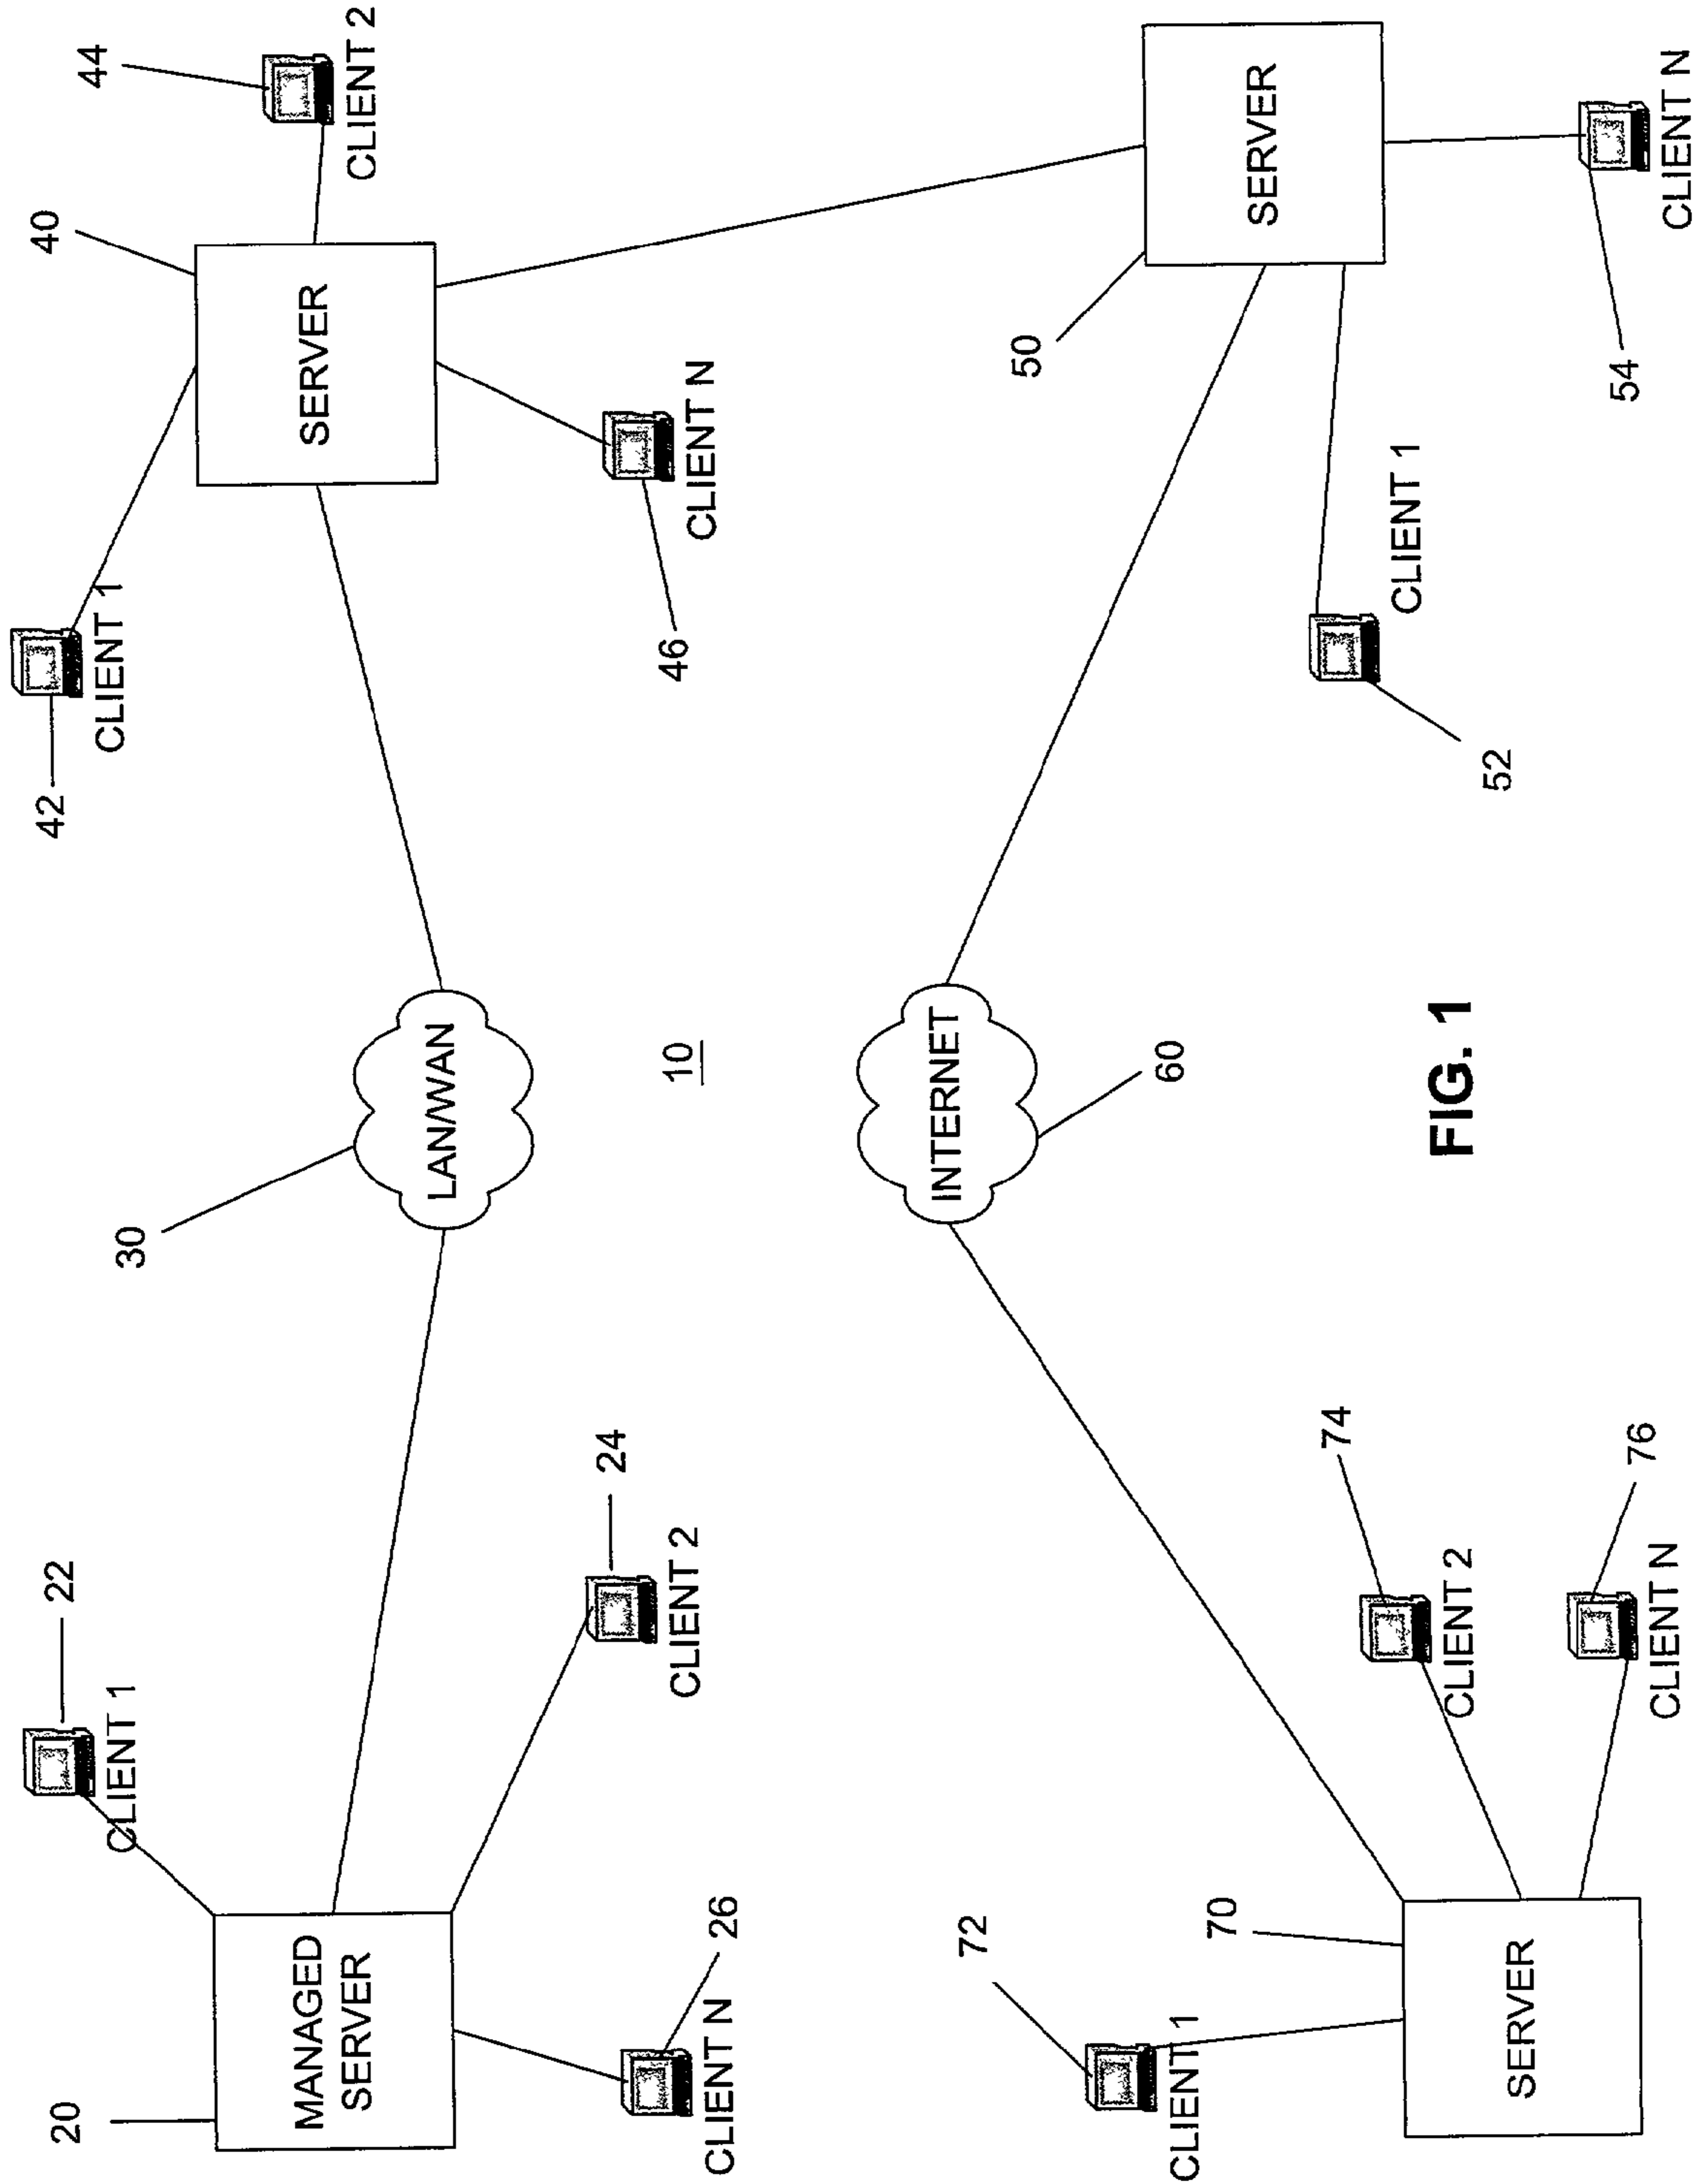 20
22
CLIENT 1
MANAGED
SERVER
24
CLIENT 2
26
CLIENT N
30
LAN/WAN
10
42
CLIENT 1
40
SERVER
44
CLIENT 2
46
CLIENT N
72
CLIENT 1
70
SERVER
74
CLIENT 2
76
CLIENT N
INTERNET
60
50
SERVER
CLIENT 1
52
54
CLIENT N
FIG. 1